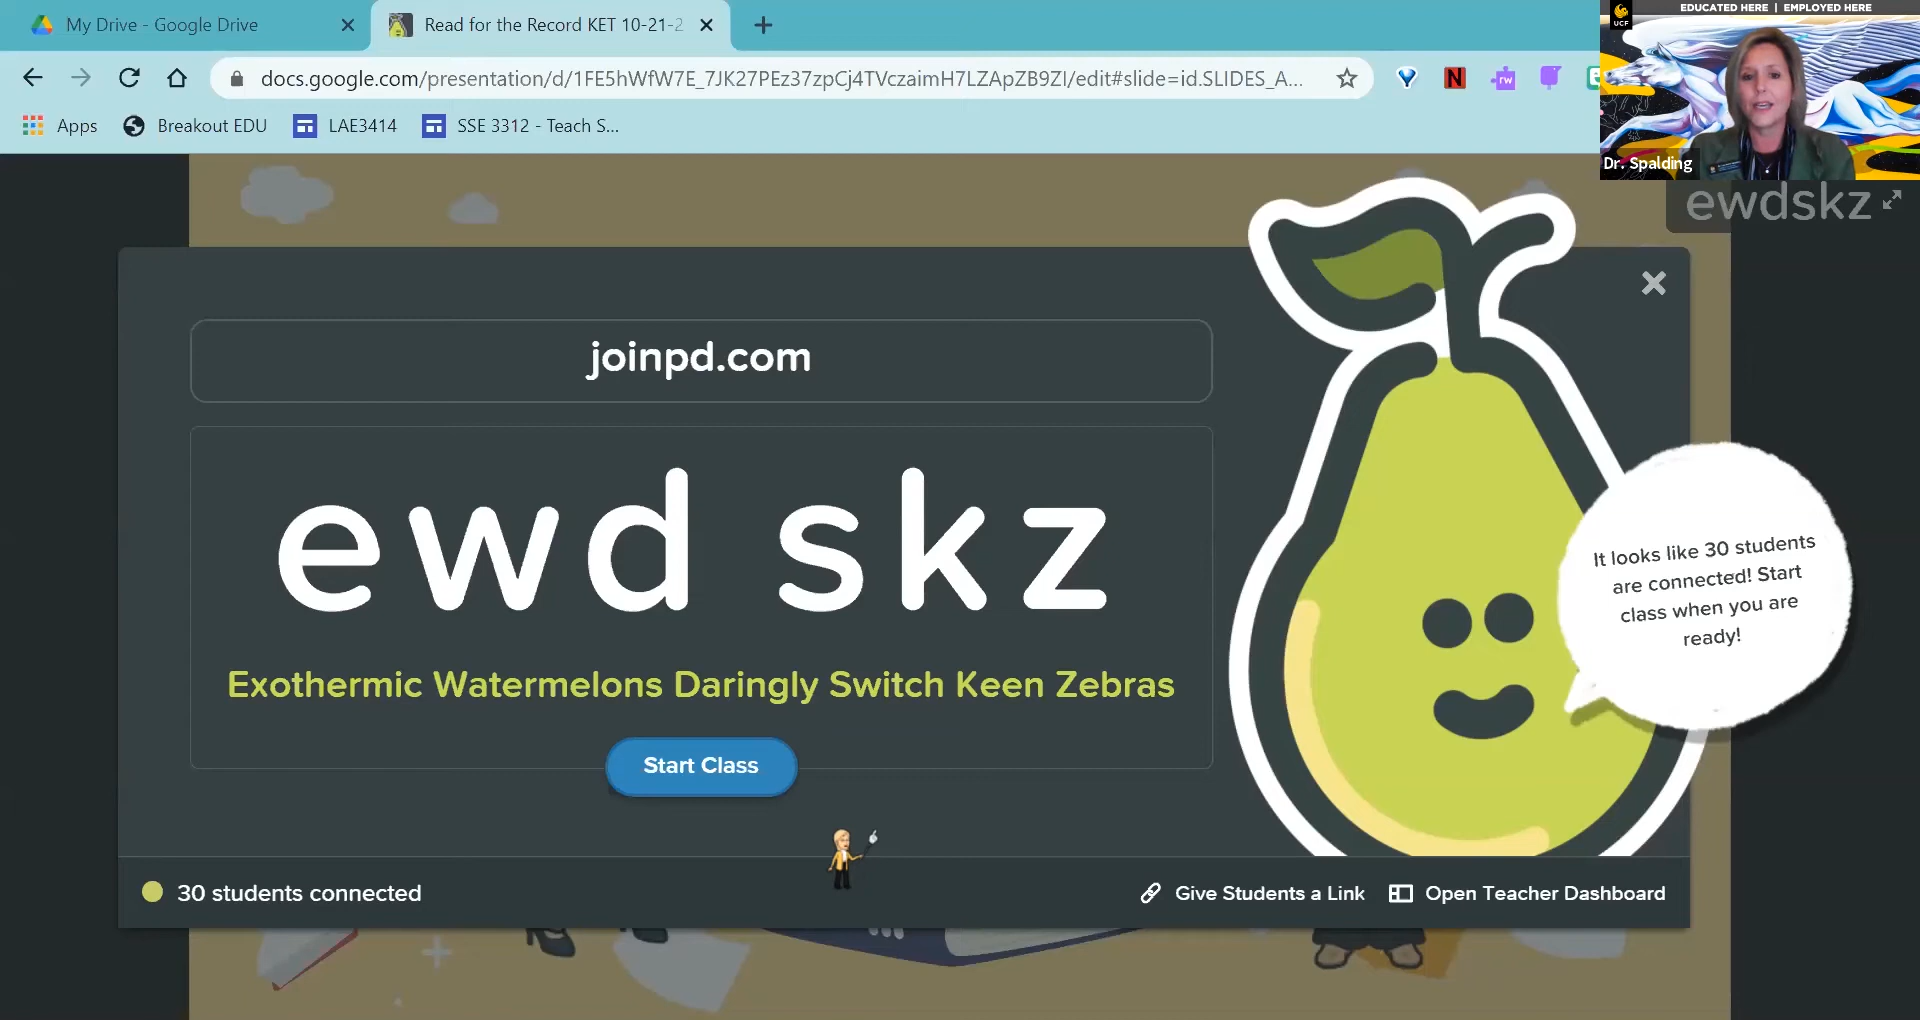 My Drive - Google Drive
Read for the Record KET 10-21-2
EDUCATED HERE | EMPLOYED HERE
UCF
docs.google.com/presentation/d/1FE5hWfW7E_7JK27PEz37zpCj4TVczaimH7LZApZB9ZI/edit#slide=id.SLIDES_A...
N
rw
Apps
Breakout EDU
LAE3414
SSE 3312 - Teach S...
Dr. Spalding
ewdskz
joinpd.com
ewd skz
Exothermic Watermelons Daringly Switch Keen Zebras
Start Class
It looks like 30 students
are connected! Start
class when you are
ready!
30 students connected
Give Students a Link
Open Teacher Dashboard